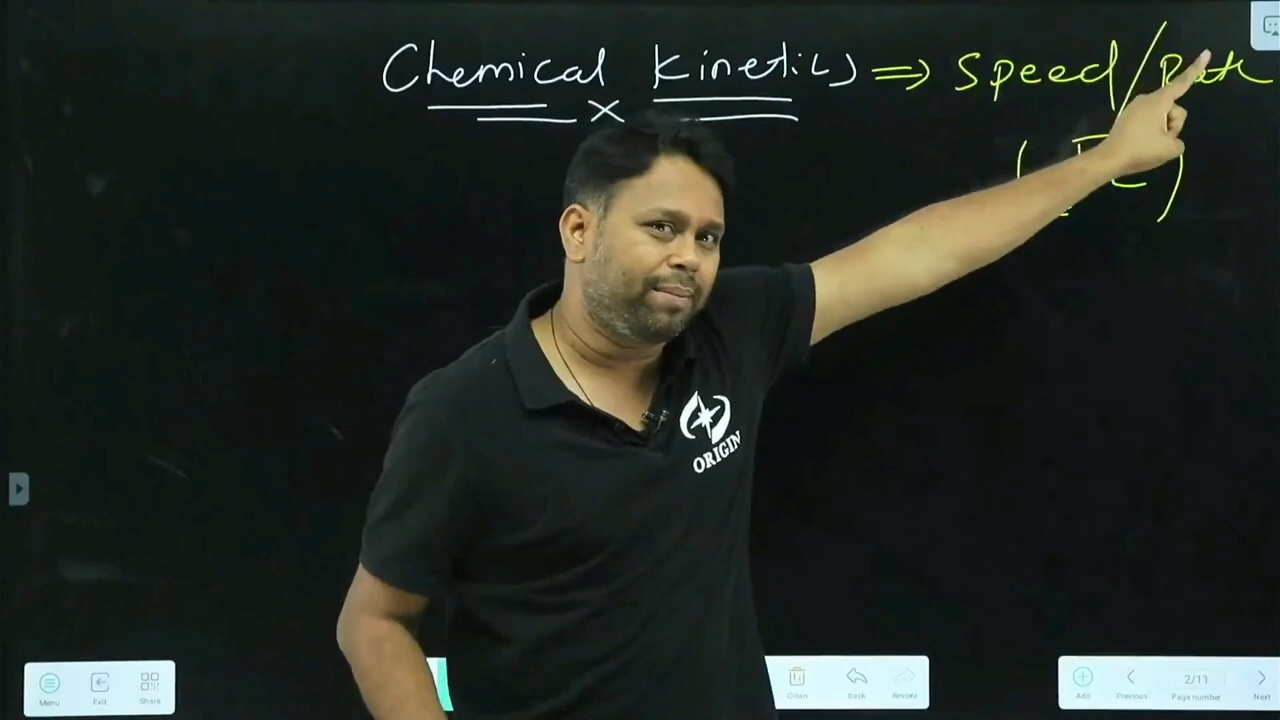 Chemical Kinetics ⇒ Speed/Rate
ORIGIN
Menu
Exit
Share
Clean
Back
Revoke
Add
Previous
2/11
Page number
Next